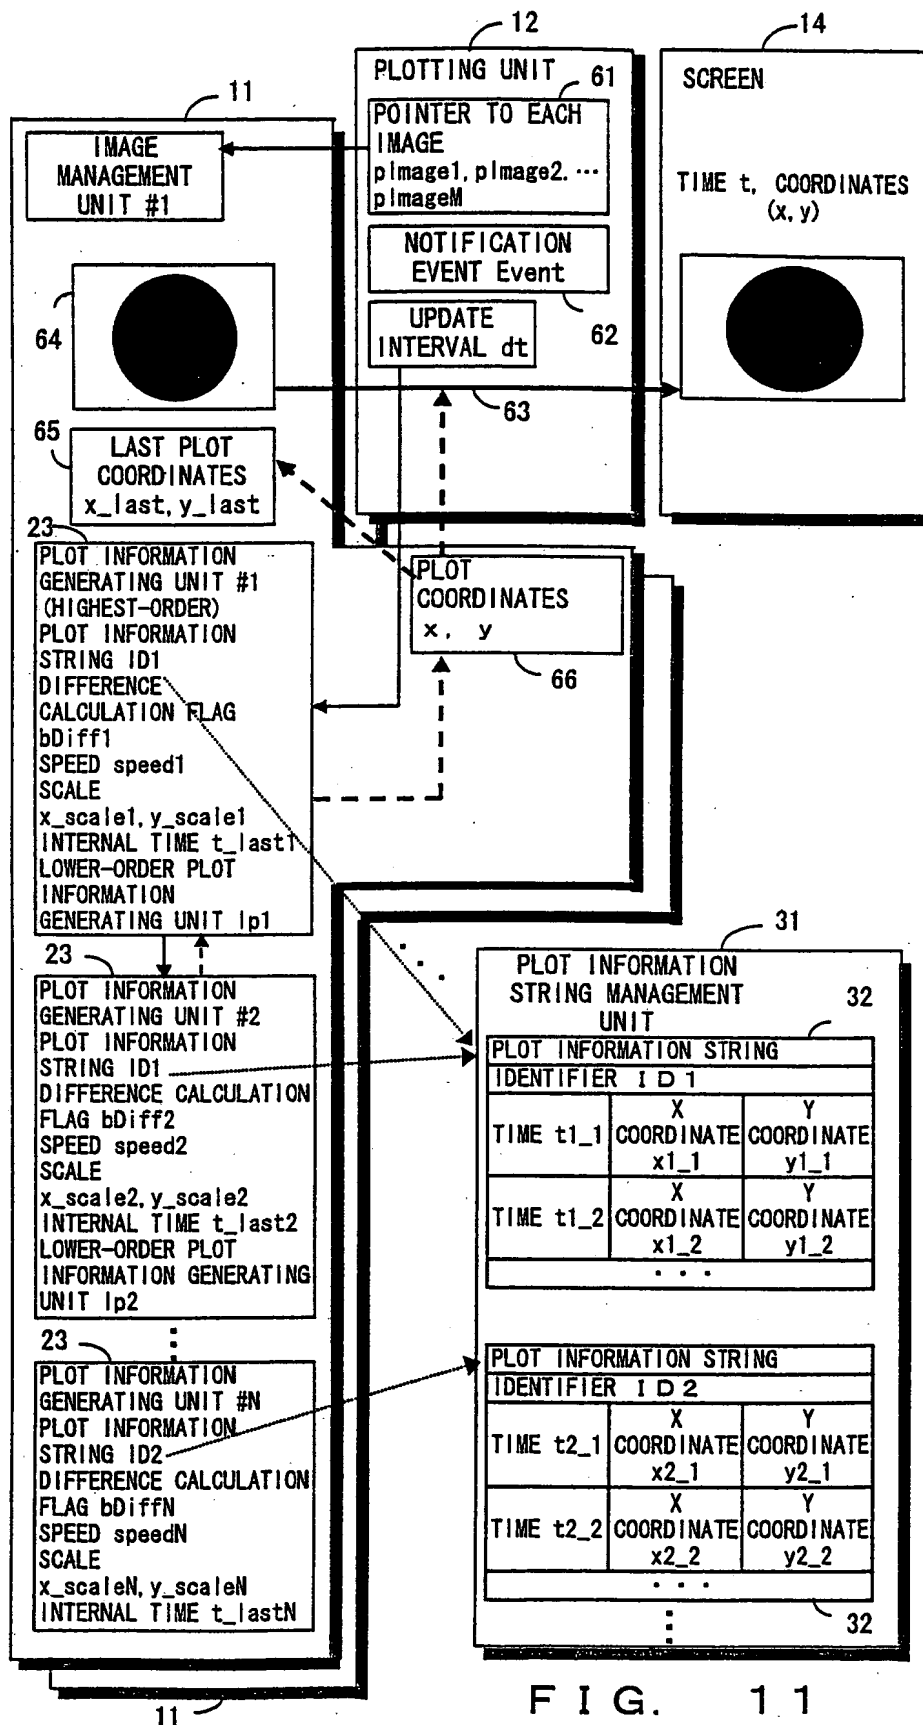 12
PLOTTING UNIT
61
POINTER TO EACH
IMAGE
pImage1, pImage2. ...
pImageM
NOTIFICATION
EVENT Event
UPDATE
INTERVAL dt
62
63
14
SCREEN
TIME t, COORDINATES
(x, y)
11
IMAGE
MANAGEMENT
UNIT #1
64
65
LAST PLOT
COORDINATES
x_last, y_last
23
PLOT INFORMATION
GENERATING UNIT #1
(HIGHEST-ORDER)
PLOT INFORMATION
STRING ID1
DIFFERENCE
CALCULATION FLAG
bDiff1
SPEED speed1
SCALE
x_scale1, y_scale1
INTERNAL TIME t_last1
LOWER-ORDER PLOT
INFORMATION
GENERATING UNIT lp1
PLOT
COORDINATES
x, y
66
23
PLOT INFORMATION
GENERATING UNIT #2
PLOT INFORMATION
STRING ID1
DIFFERENCE CALCULATION
FLAG bDiff2
SPEED speed2
SCALE
x_scale2, y_scale2
INTERNAL TIME t_last2
LOWER-ORDER PLOT
INFORMATION GENERATING
UNIT lp2
23
PLOT INFORMATION
GENERATING UNIT #N
PLOT INFORMATION
STRING ID2
DIFFERENCE CALCULATION
FLAG bDiffN
SPEED speedN
SCALE
x_scaleN, y_scaleN
INTERNAL TIME t_lastN
11
31
PLOT INFORMATION
STRING MANAGEMENT
UNIT
32
PLOT INFORMATION STRING
IDENTIFIER ID1
TIME t1_1 X COORDINATE x1_1 Y COORDINATE y1_1
TIME t1_2 X COORDINATE x1_2 Y COORDINATE y1_2
...
PLOT INFORMATION STRING
IDENTIFIER ID2
TIME t2_1 X COORDINATE x2_1 Y COORDINATE y2_1
TIME t2_2 X COORDINATE x2_2 Y COORDINATE y2_2
...
32
FIG. 11